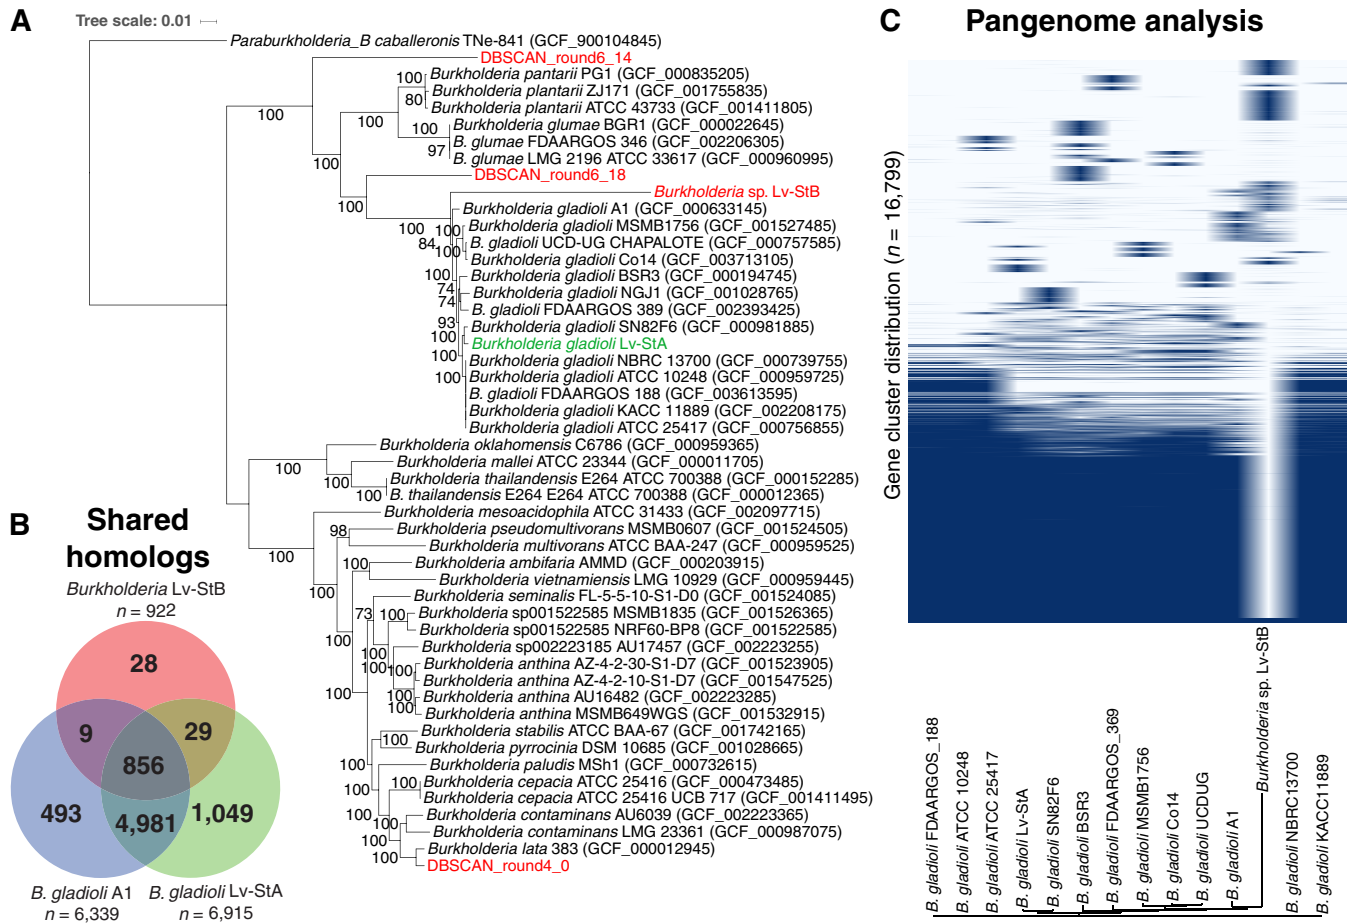 A
Tree scale: 0.01
Paraburkholderia_B caballeronis TNe-841 (GCF_900104845)
DBSCAN_round6_14
100
Burkholderia pantarii PG1 (GCF_000835205)
Burkholderia plantarii ZJ171 (GCF_001755835)
80
Burkholderia plantarii ATCC 43733 (GCF_001411805)
100
100
100
Burkholderia glumae BGR1 (GCF_000022645)
B. glumae FDAARGOS 346 (GCF_002206305)
97
B. glumae LMG 2196 ATCC 33617 (GCF_000960995)
100
DBSCAN_round6_18
Burkholderia sp. Lv-StB
100
Burkholderia gladioli A1 (GCF_000633145)
100
100
Burkholderia gladioli MSMB1756 (GCF_001527485)
84
B. gladioli UCD-UG CHAPALOTE (GCF_000757585)
100
Burkholderia gladioli Co14 (GCF_003713105)
100
Burkholderia gladioli BSR3 (GCF_000194745)
74
Burkholderia gladioli NGJ1 (GCF_001028765)
74
B. gladioli FDAARGOS 389 (GCF_002393425)
93
Burkholderia gladioli SN82F6 (GCF_000981885)
100
Burkholderia gladioli Lv-StA
100
Burkholderia gladioli NBRC 13700 (GCF_000739755)
100
Burkholderia gladioli ATCC 10248 (GCF_000959725)
B. gladioli FDAARGOS 188 (GCF_003613595)
Burkholderia gladioli KACC 11889 (GCF_002208175)
Burkholderia gladioli ATCC 25417 (GCF_000756855)
Burkholderia oklahomensis C6786 (GCF_000959365)
100
Burkholderia mallei ATCC 23344 (GCF_000011705)
100
Burkholderia thailandensis E264 ATCC 700388 (GCF_000152285)
100
B. thailandensis E264 E264 ATCC 700388 (GCF_000012365)
Burkholderia mesoacidophila ATCC 31433 (GCF_002097715)
98
Burkholderia pseudomultivorans MSMB0607 (GCF_001524505)
100
Burkholderia multivorans ATCC BAA-247 (GCF_000959525)
100
Burkholderia ambifaria AMMD (GCF_000203915)
Burkholderia vietnamiensis LMG 10929 (GCF_000959445)
100
Burkholderia seminalis FL-5-5-10-S1-D0 (GCF_001524085)
73
100
Burkholderia sp001522585 MSMB1835 (GCF_001526365)
Burkholderia sp001522585 NRF60-BP8 (GCF_001522585)
100
100
Burkholderia sp002223185 AU17457 (GCF_002223255)
100
100
Burkholderia anthina AZ-4-2-30-S1-D7 (GCF_001523905)
Burkholderia anthina AZ-4-2-10-S1-D7 (GCF_001547525)
100
100
Burkholderia anthina AU16482 (GCF_002223285)
100
Burkholderia anthina MSMB649WGS (GCF_001532915)
Burkholderia stabilis ATCC BAA-67 (GCF_001742165)
100
Burkholderia pyrrocinia DSM 10685 (GCF_001028665)
100
Burkholderia paludis MSh1 (GCF_000732615)
100
100
Burkholderia cepacia ATCC 25416 (GCF_000473485)
Burkholderia cepacia ATCC 25416 UCB 717 (GCF_001411495)
Burkholderia contaminans AU6039 (GCF_002223365)
100
100
Burkholderia contaminans LMG 23361 (GCF_000987075)
100
Burkholderia lata 383 (GCF_000012945)
100
DBSCAN_round4_0
B
Shared
homologs
Burkholderia Lv-StB
n = 922
28
9
29
856
493
4,981
1,049
B. gladioli A1
n = 6,339
B. gladioli Lv-StA
n = 6,915
C
Pangenome analysis
Gene cluster distribution (n = 16,799)
B. gladioli FDAARGOS_188
B. gladioli ATCC 10248
B. gladioli ATCC 25417
B. gladioli Lv-StA
B. gladioli SN82F6
B. gladioli BSR3
B. gladioli FDAARGOS_369
B. gladioli MSMB1756
B. gladioli Co14
B. gladioli UCDUG
B. gladioli A1
Burkholderia sp. Lv-StB
B. gladioli NBRC13700
B. gladioli KACC11889